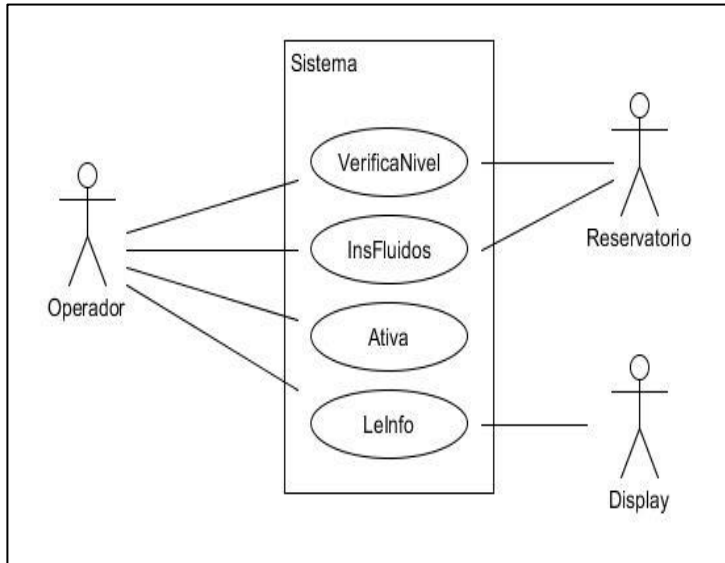 Sistema
VerificaNivel
InsFluidos
Reservatorio
Operador
Ativa
LeInfo
Display